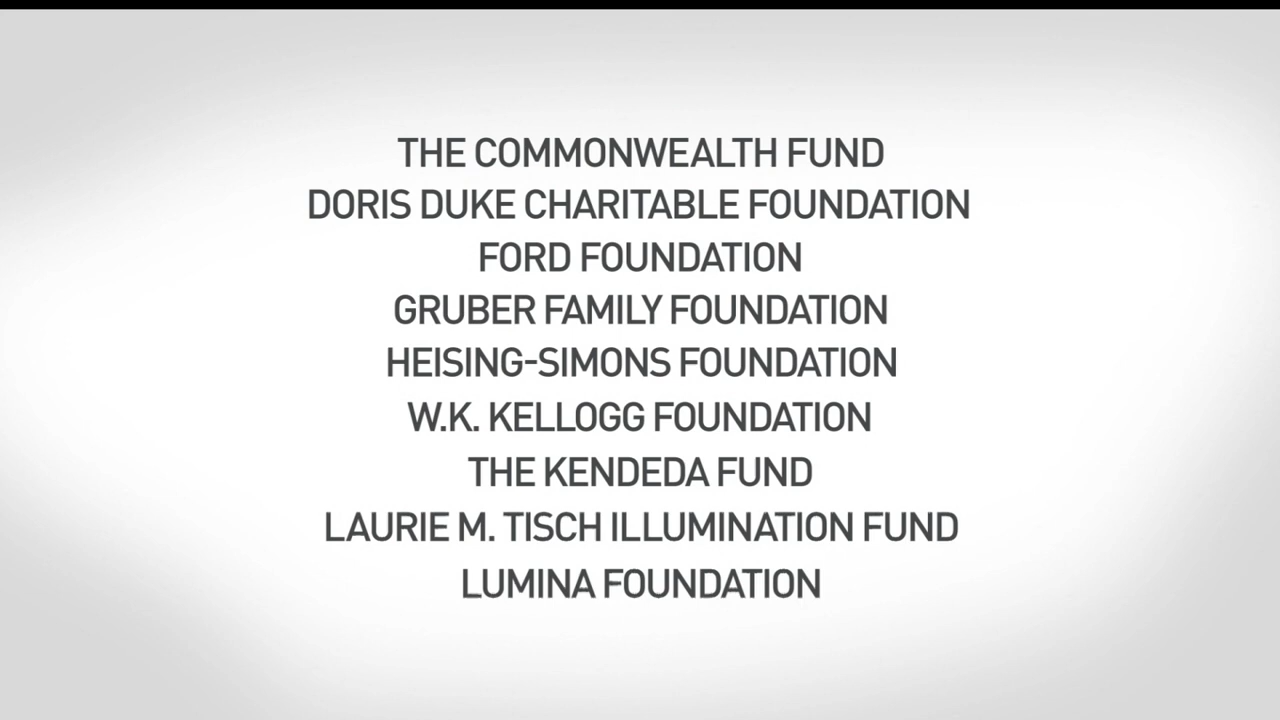 THE COMMONWEALTH FUND
DORIS DUKE CHARITABLE FOUNDATION
FORD FOUNDATION
GRUBER FAMILY FOUNDATION
HEISING-SIMONS FOUNDATION
W.K. KELLOGG FOUNDATION
THE KENDEDA FUND
LAURIE M. TISCH ILLUMINATION FUND
LUMINA FOUNDATION